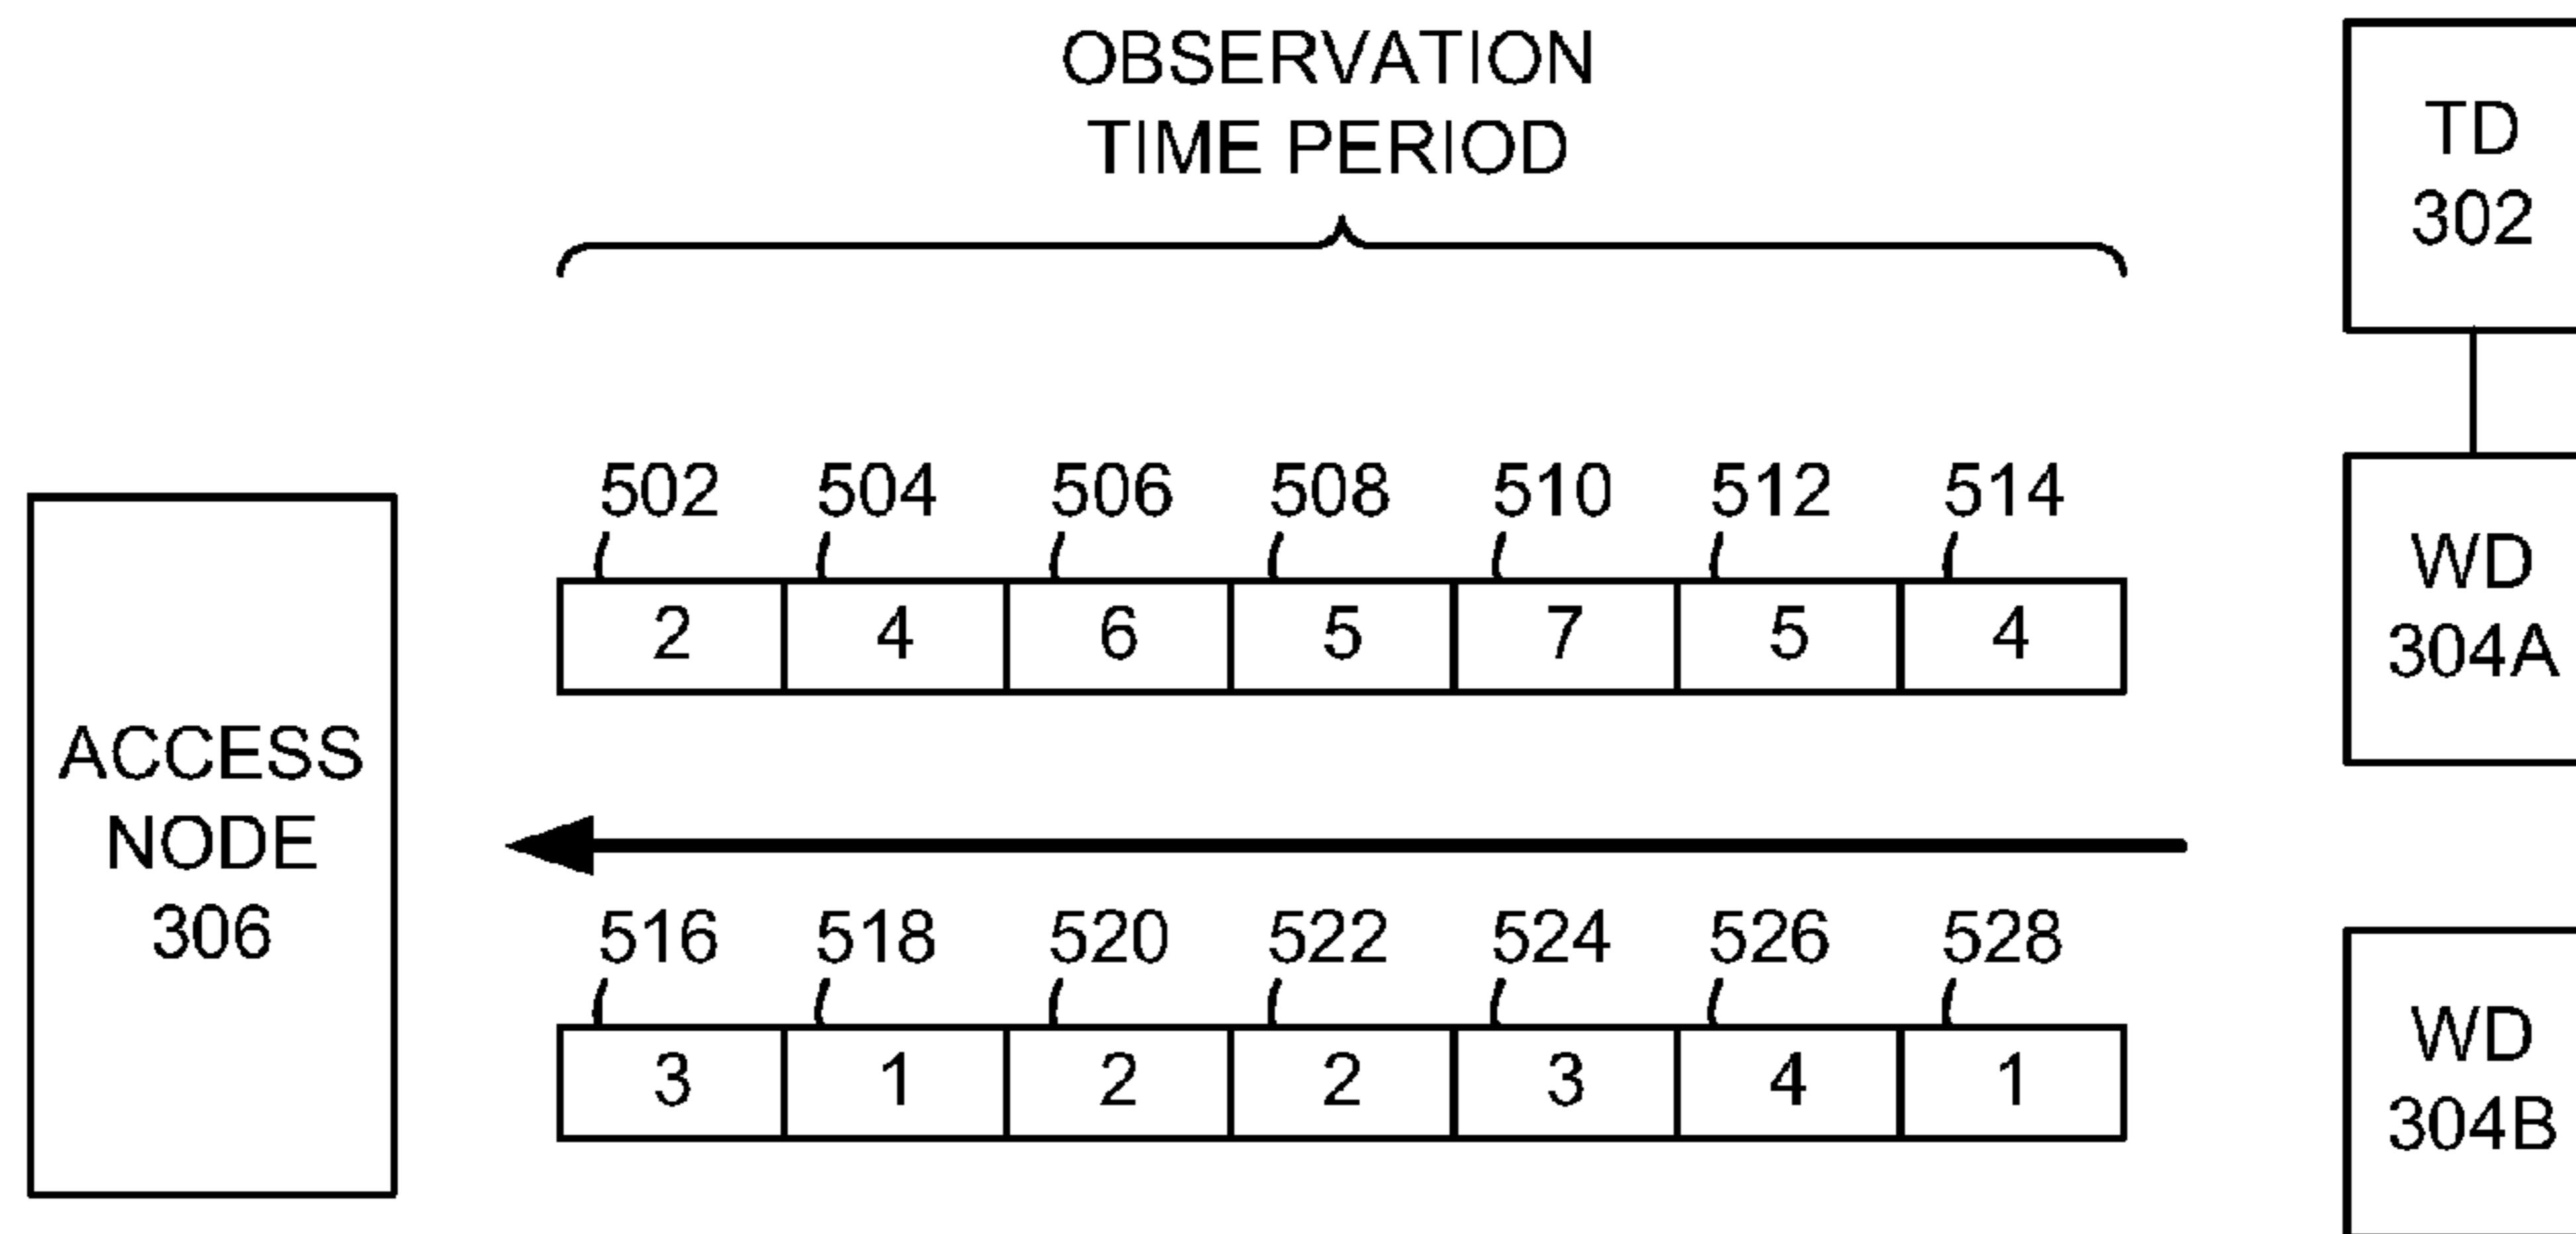 OBSERVATION
TIME PERIOD
TD
302
502 504 506 508 510 512 514
2 4 6 5 7 5 4
WD
304A
ACCESS
NODE
306
516 518 520 522 524 526 528
3 1 2 2 3 4 1
WD
304B